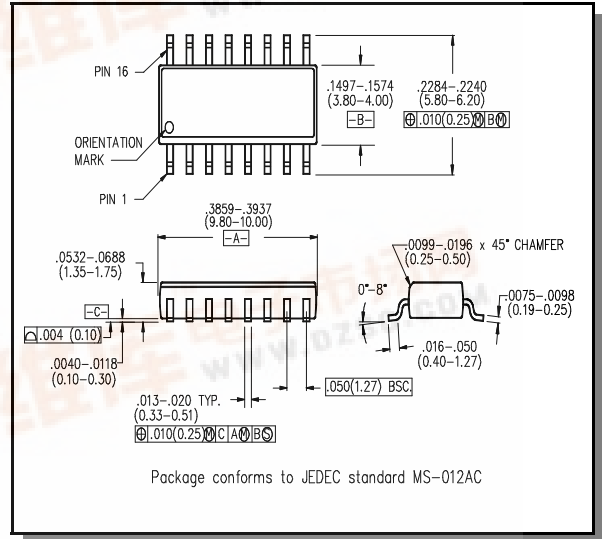 PIN 16
.1497-.1574
(3.80-4.00)
-B-
.2284-.2240
(5.80-6.20)
⌖ .010(0.25)Ⓜ B Ⓜ
ORIENTATION
MARK
PIN 1
.3859-.3937
(9.80-10.00)
-A-
.0532-.0688
(1.35-1.75)
.0099-.0196 x 45° CHAMFER
(0.25-0.50)
0°-8°
.0075-.0098
(0.19-0.25)
-C-
⌓ .004 (0.10)
.0040-.0118
(0.10-0.30)
.016-.050
(0.40-1.27)
.050(1.27) BSC.
.013-.020 TYP.
(0.33-0.51)
⌖ .010(0.25)Ⓜ C A Ⓜ B Ⓢ
Package conforms to JEDEC standard MS-012AC